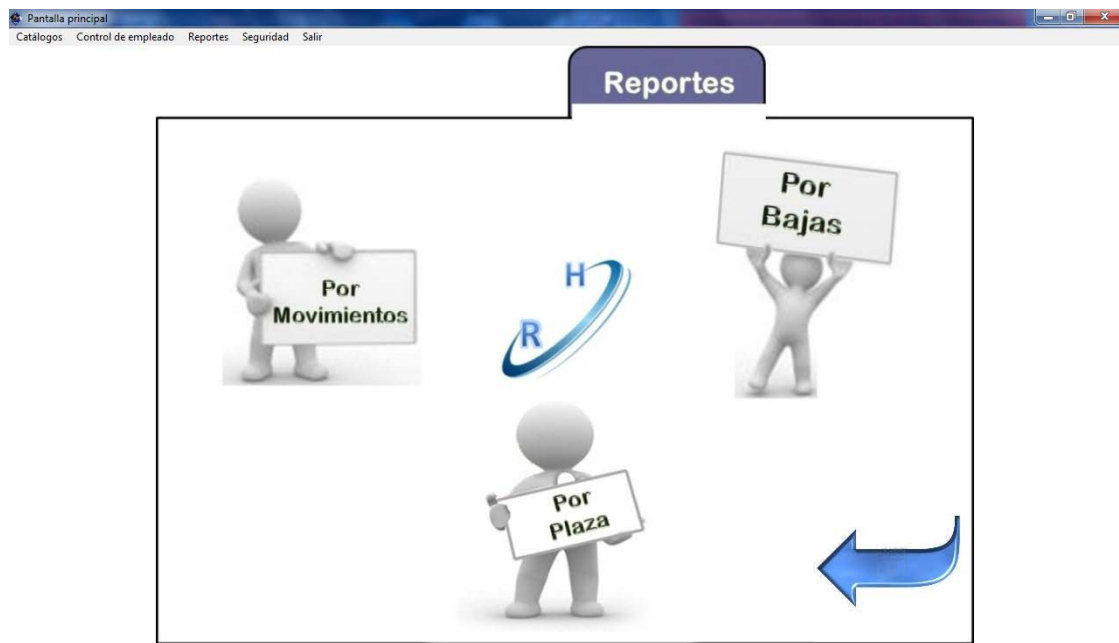 Pantalla principal
Catálogos Control de empleado Reportes Seguridad Salir
Reportes
Por
Movimientos
H
R
Por
Bajas
Por
Plaza